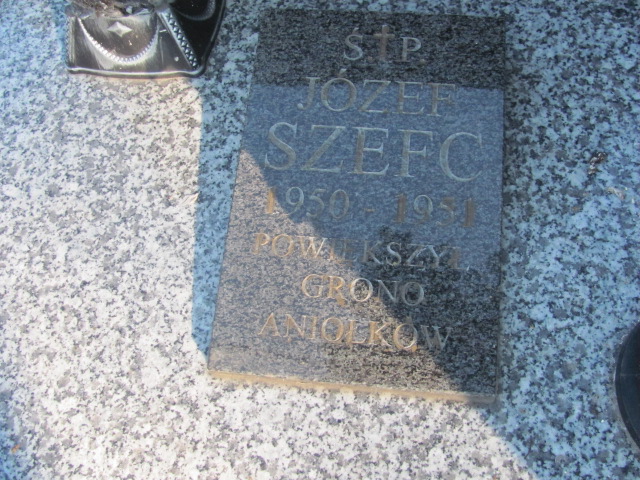 Ś✝P
JÓZEF
SZEFC
1950 - 1951
POWIĘKSZYŁ
GRONO
ANIOŁKÓW